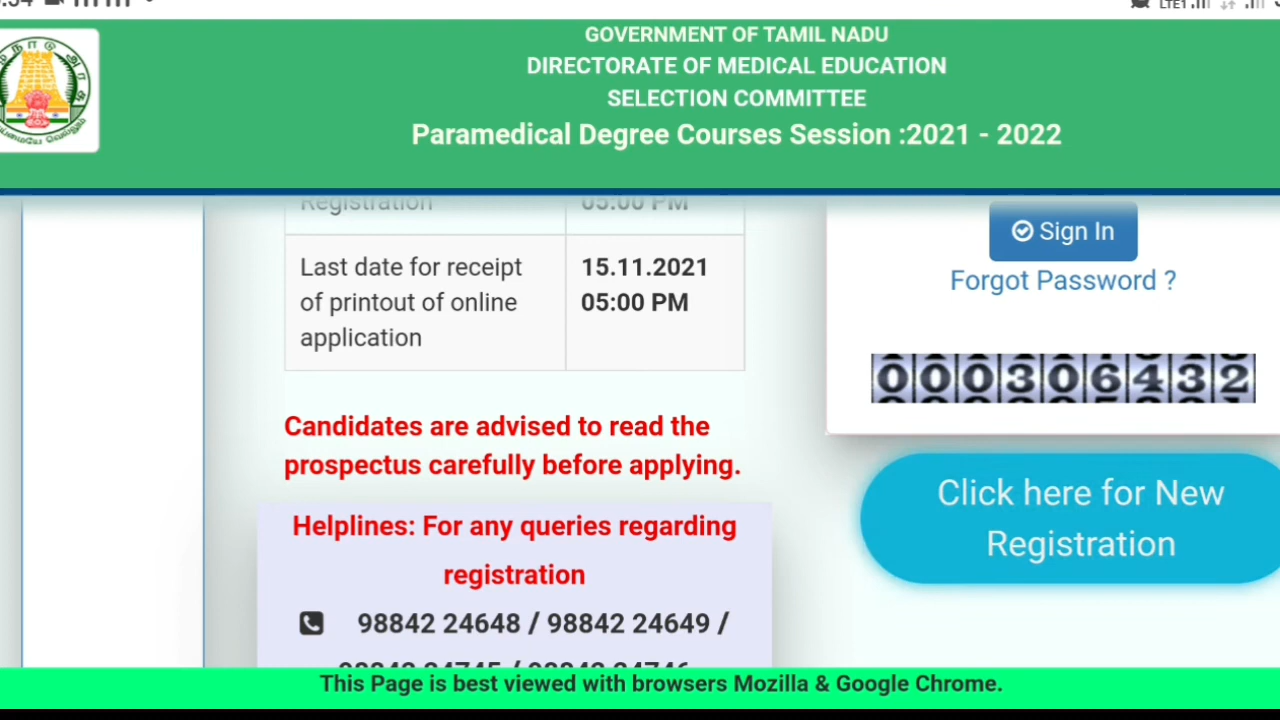 LTE1
GOVERNMENT OF TAMIL NADU
DIRECTORATE OF MEDICAL EDUCATION
SELECTION COMMITTEE
Paramedical Degree Courses Session :2021 - 2022
Registration 05:00 PM
Last date for receipt of printout of online application
15.11.2021
05:00 PM
Candidates are advised to read the
prospectus carefully before applying.
Helplines: For any queries regarding
registration
98842 24648 / 98842 24649 /
Sign In
Forgot Password ?
000306432
Click here for New
Registration
This Page is best viewed with browsers Mozilla & Google Chrome.